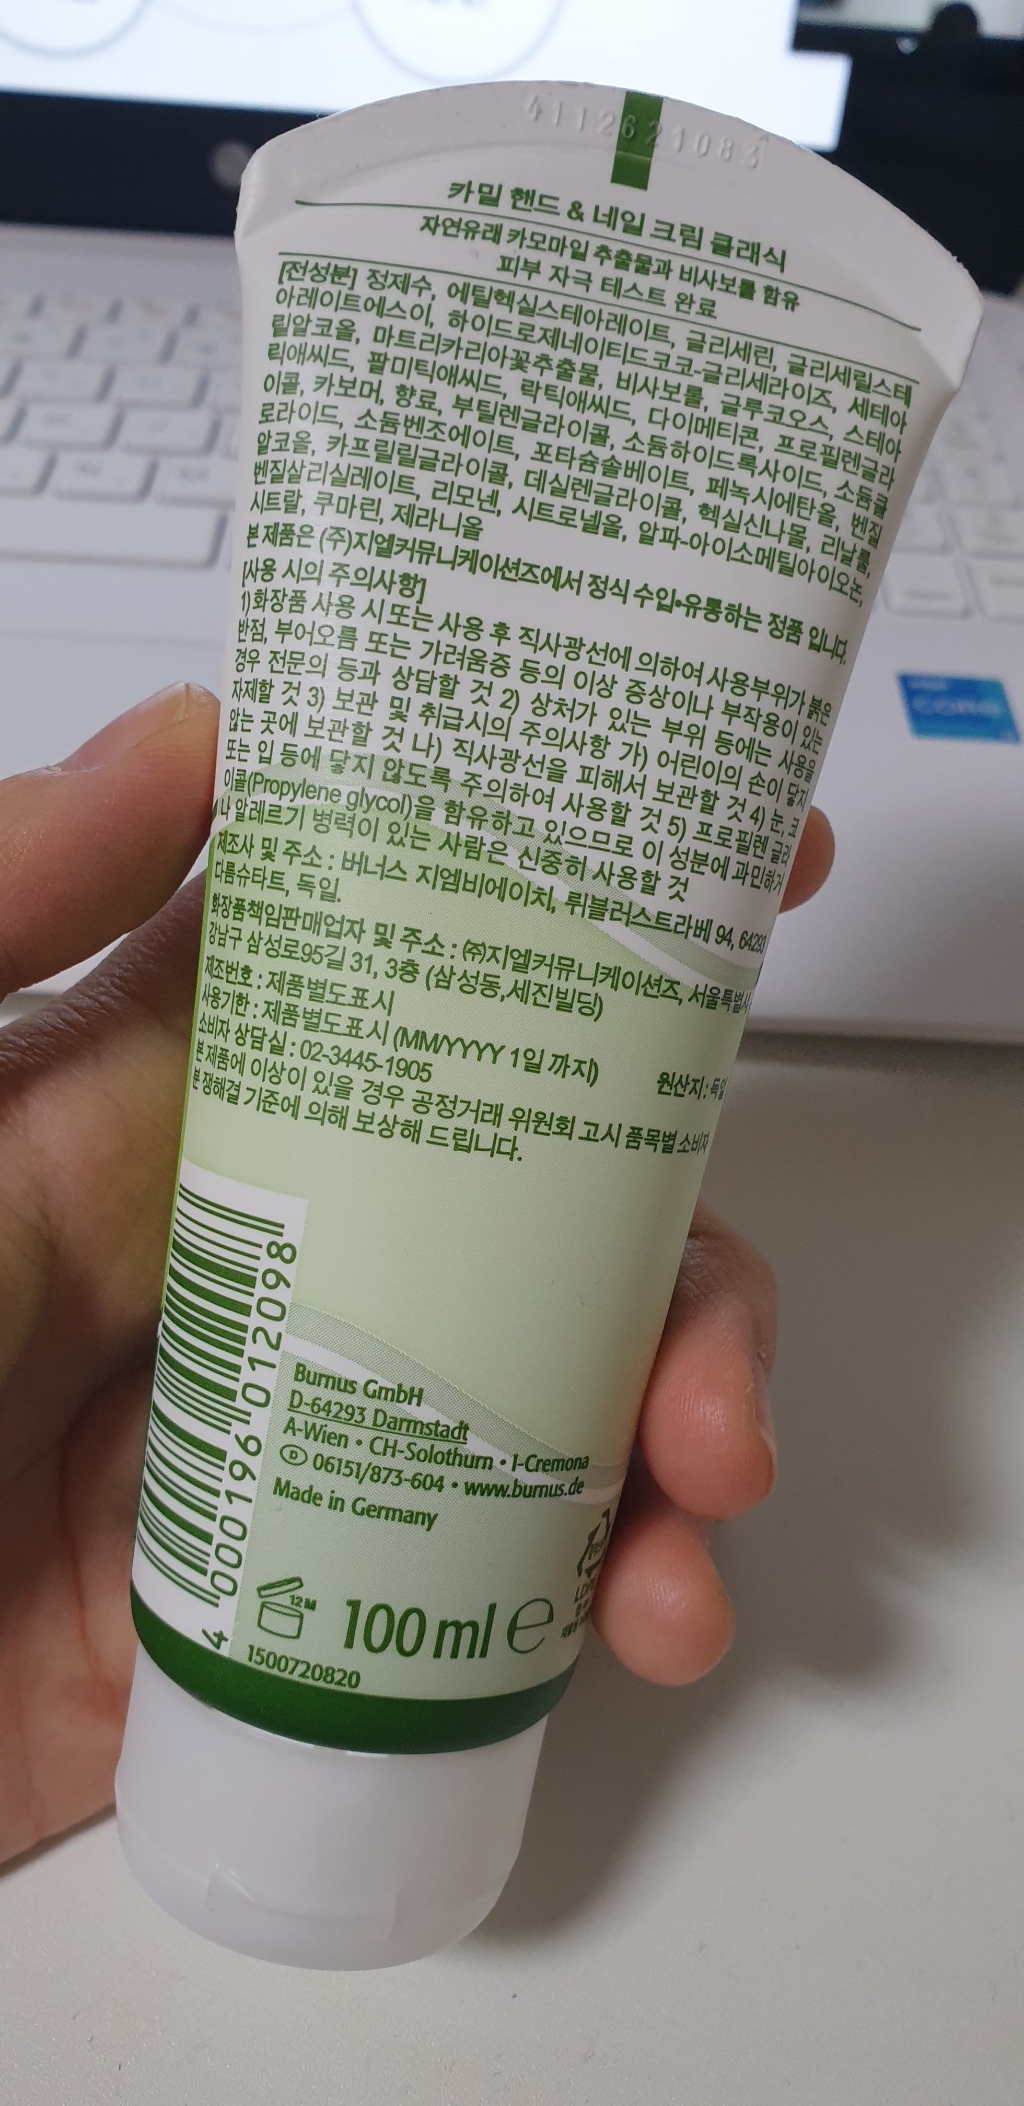 4112621083
카밀 핸드 & 네일 크림 클래식
자연유래 카모마일 추출물과 비사보롤 함유
피부 자극 테스트 완료
[전성분] 정제수, 에틸헥실스테아레이트, 글리세린, 글리세릴스테
아레이트에스이, 하이드로제네이티드코코-글리세라이즈, 세테아
릴알코올, 마트리카리아꽃추출물, 비사보롤, 글루코오스, 스테아
릭애씨드, 팔미틱애씨드, 락틱애씨드, 다이메티콘, 프로필렌글라
이콜, 카보머, 향료, 부틸렌글라이콜, 소듐하이드록사이드, 소듐클
로라이드, 소듐벤조에이트, 포타슘솔베이트, 페녹시에탄올, 벤질
알코올, 카프릴릴글라이콜, 데실렌글라이콜, 헥실신나몰, 리날룰,
벤질살리실레이트, 리모넨, 시트로넬올, 알파-아이소메틸아이오논,
시트랄, 쿠마린, 제라니올
본 제품은 (주)지엘커뮤니케이션즈에서 정식 수입•유통하는 정품 입니다.
[사용 시의 주의사항]
1) 화장품 사용 시 또는 사용 후 직사광선에 의하여 사용부위가 붉은
반점, 부어오름 또는 가려움증 등의 이상 증상이나 부작용이 있는
경우 전문의 등과 상담할 것 2) 상처가 있는 부위 등에는 사용을
자제할 것 3) 보관 및 취급시의 주의사항 가) 어린이의 손이 닿지
않는 곳에 보관할 것 나) 직사광선을 피해서 보관할 것 4) 눈, 코
또는 입 등에 닿지 않도록 주의하여 사용할 것 5) 프로필렌 글라
이콜(Propylene glycol)을 함유하고 있으므로 이 성분에 과민하거
나 알레르기 병력이 있는 사람은 신중히 사용할 것
제조사 및 주소 : 버너스 지엠비에이치, 뤼블러스트라베 94, 64293
다름슈타트, 독일.
화장품책임판매업자 및 주소 : ㈜지엘커뮤니케이션즈, 서울특별시
강남구 삼성로95길 31, 3층 (삼성동,세진빌딩)
제조번호 : 제품별도표시
사용기한 : 제품별도표시 (MM/YYYY 1일 까지)
소비자 상담실 : 02-3445-1905 원산지 : 독일
본 제품에 이상이 있을 경우 공정거래 위원회 고시 품목별 소비자
분쟁해결 기준에 의해 보상해 드립니다.
4 000196 012098
Burnus GmbH
D-64293 Darmstadt
A-Wien • CH-Solothurn • I-Cremona
D 06151/873-604 • www.burnus.de
Made in Germany
12 M
100 ml e
1500720820